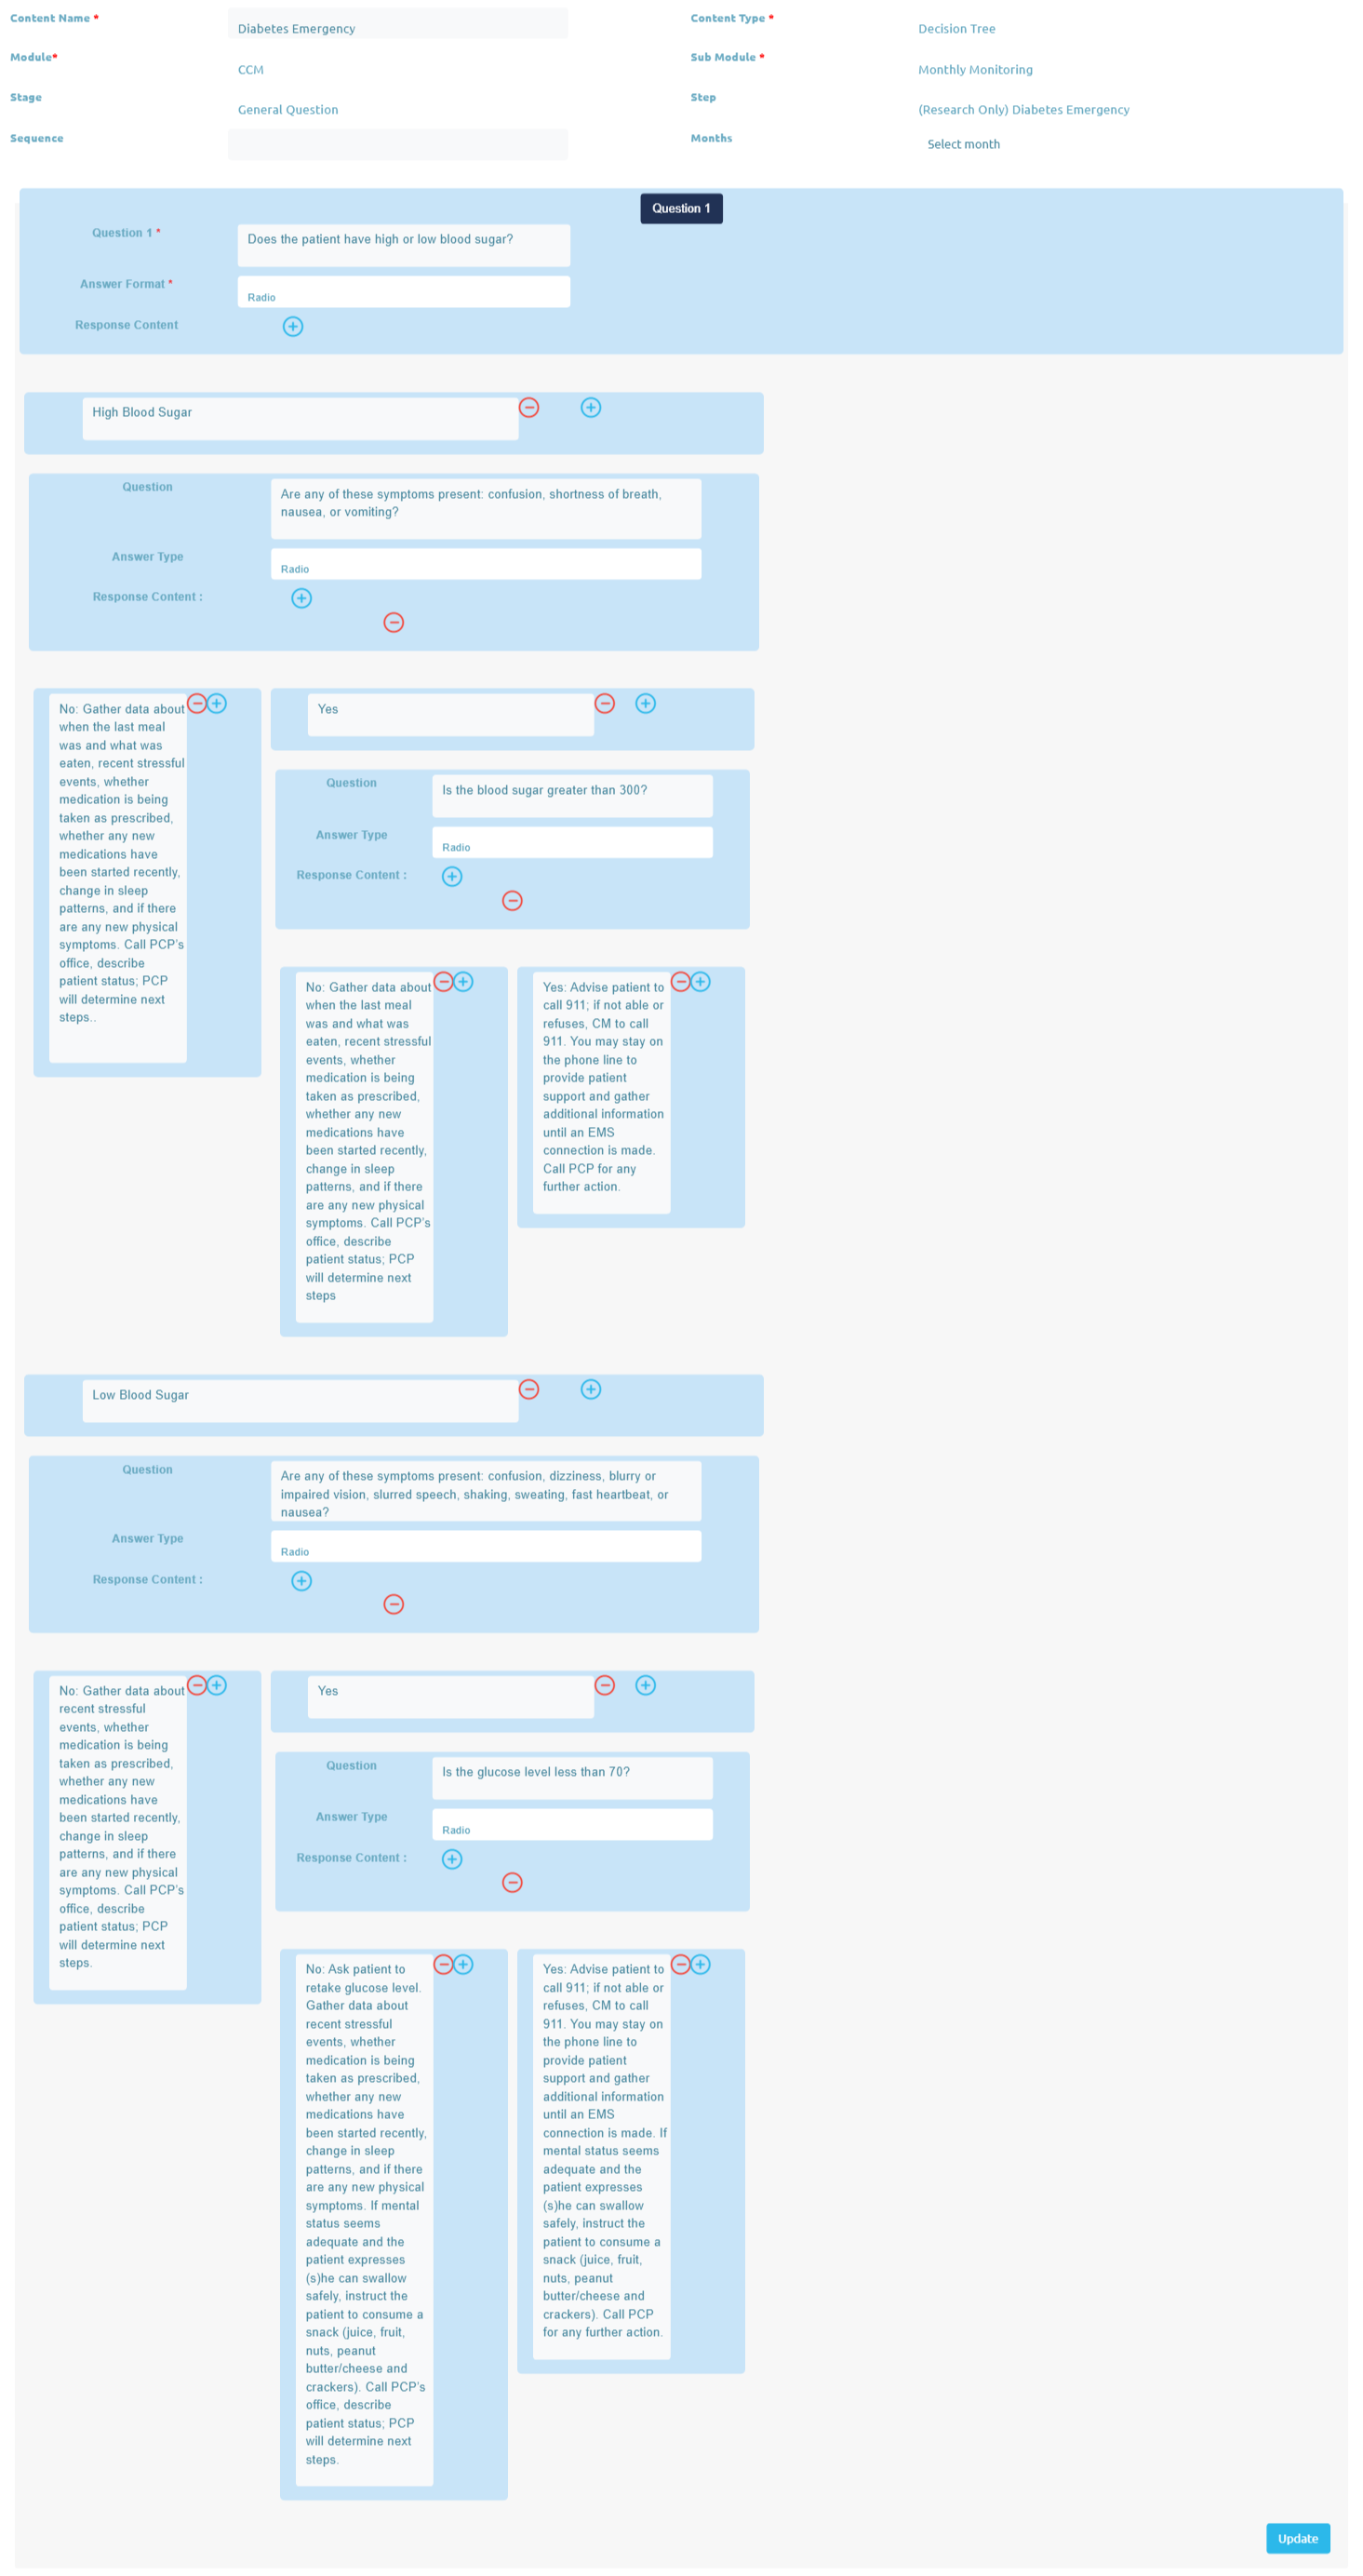 Content Name *
Diabetes Emergency
Content Type *
Decision Tree
Module*
CCM
Sub Module *
Monthly Monitoring
Stage
General Question
Step
(Research Only) Diabetes Emergency
Sequence
Months
Select month
Question 1
Question 1 *
Does the patient have high or low blood sugar?
Answer Format *
Radio
Response Content
High Blood Sugar
Question
Are any of these symptoms present: confusion, shortness of breath,
nausea, or vomiting?
Answer Type
Radio
Response Content :
No: Gather data about
when the last meal
was and what was
eaten, recent stressful
events, whether
medication is being
taken as prescribed,
whether any new
medications have
been started recently,
change in sleep
patterns, and if there
are any new physical
symptoms. Call PCP's
office, describe
patient status; PCP
will determine next
steps..
Yes
Question
Is the blood sugar greater than 300?
Answer Type
Radio
Response Content :
No: Gather data about
when the last meal
was and what was
eaten, recent stressful
events, whether
medication is being
taken as prescribed,
whether any new
medications have
been started recently,
change in sleep
patterns, and if there
are any new physical
symptoms. Call PCP's
office, describe
patient status; PCP
will determine next
steps
Yes: Advise patient to
call 911; if not able or
refuses, CM to call
911. You may stay on
the phone line to
provide patient
support and gather
additional information
until an EMS
connection is made.
Call PCP for any
further action.
Low Blood Sugar
Question
Are any of these symptoms present: confusion, dizziness, blurry or
impaired vision, slurred speech, shaking, sweating, fast heartbeat, or
nausea?
Answer Type
Radio
Response Content :
No: Gather data about
recent stressful
events, whether
medication is being
taken as prescribed,
whether any new
medications have
been started recently,
change in sleep
patterns, and if there
are any new physical
symptoms. Call PCP's
office, describe
patient status; PCP
will determine next
steps.
Yes
Question
Is the glucose level less than 70?
Answer Type
Radio
Response Content :
No: Ask patient to
retake glucose level.
Gather data about
recent stressful
events, whether
medication is being
taken as prescribed,
whether any new
medications have
been started recently,
change in sleep
patterns, and if there
are any new physical
symptoms. If mental
status seems
adequate and the
patient expresses
(s)he can swallow
safely, instruct the
patient to consume a
snack (juice, fruit,
nuts, peanut
butter/cheese and
crackers). Call PCP's
office, describe
patient status; PCP
will determine next
steps.
Yes: Advise patient to
call 911; if not able or
refuses, CM to call
911. You may stay on
the phone line to
provide patient
support and gather
additional information
until an EMS
connection is made. If
mental status seems
adequate and the
patient expresses
(s)he can swallow
safely, instruct the
patient to consume a
snack (juice, fruit,
nuts, peanut
butter/cheese and
crackers). Call PCP
for any further action.
Update